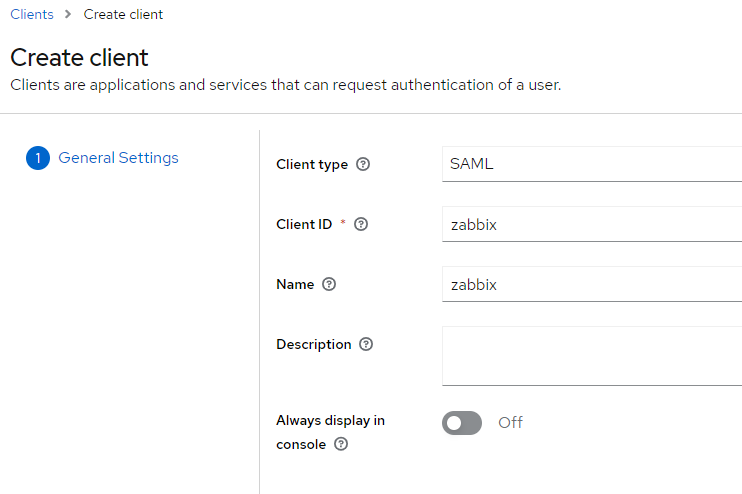 Clients > Create client
Create client
Clients are applications and services that can request authentication of a user.
1 General Settings
Client type SAML
Client ID * zabbix
Name zabbix
Description
Always display in
console
Off